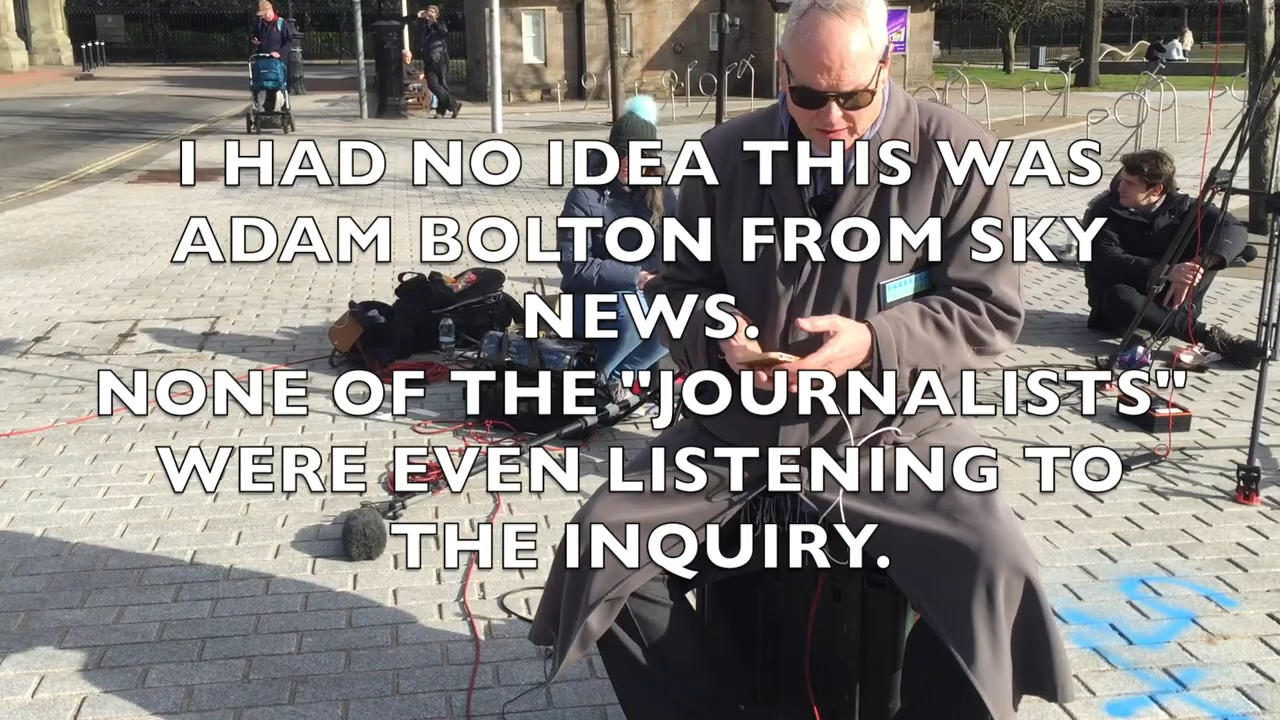 I HAD NO IDEA THIS WAS
ADAM BOLTON FROM SKY
NEWS.
NONE OF THE "JOURNALISTS"
WERE EVEN LISTENING TO
THE INQUIRY.